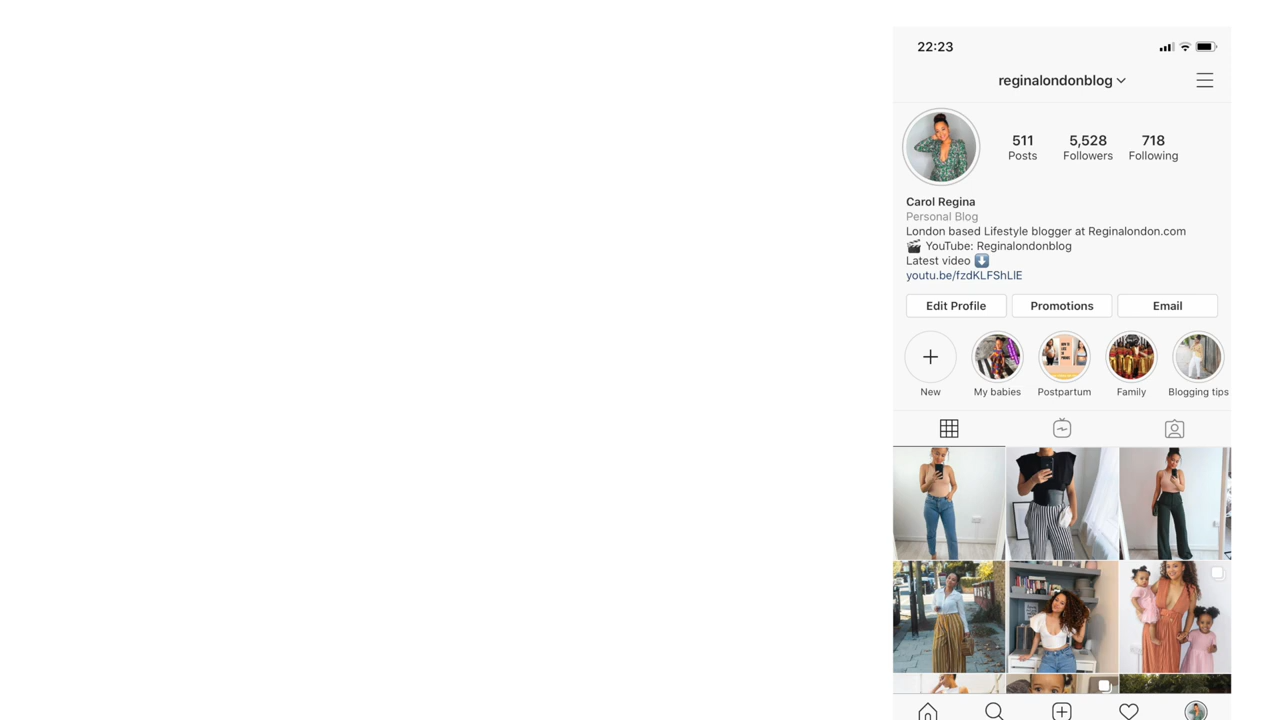 22:23
reginalondonblog
511 5,528 718
Posts Followers Following
Carol Regina
Personal Blog
London based Lifestyle blogger at Reginalondon.com
YouTube: Reginalondonblog
Latest video
youtu.be/fzdKLFShLlE
Edit Profile Promotions Email
New My babies Postpartum Family Blogging tips